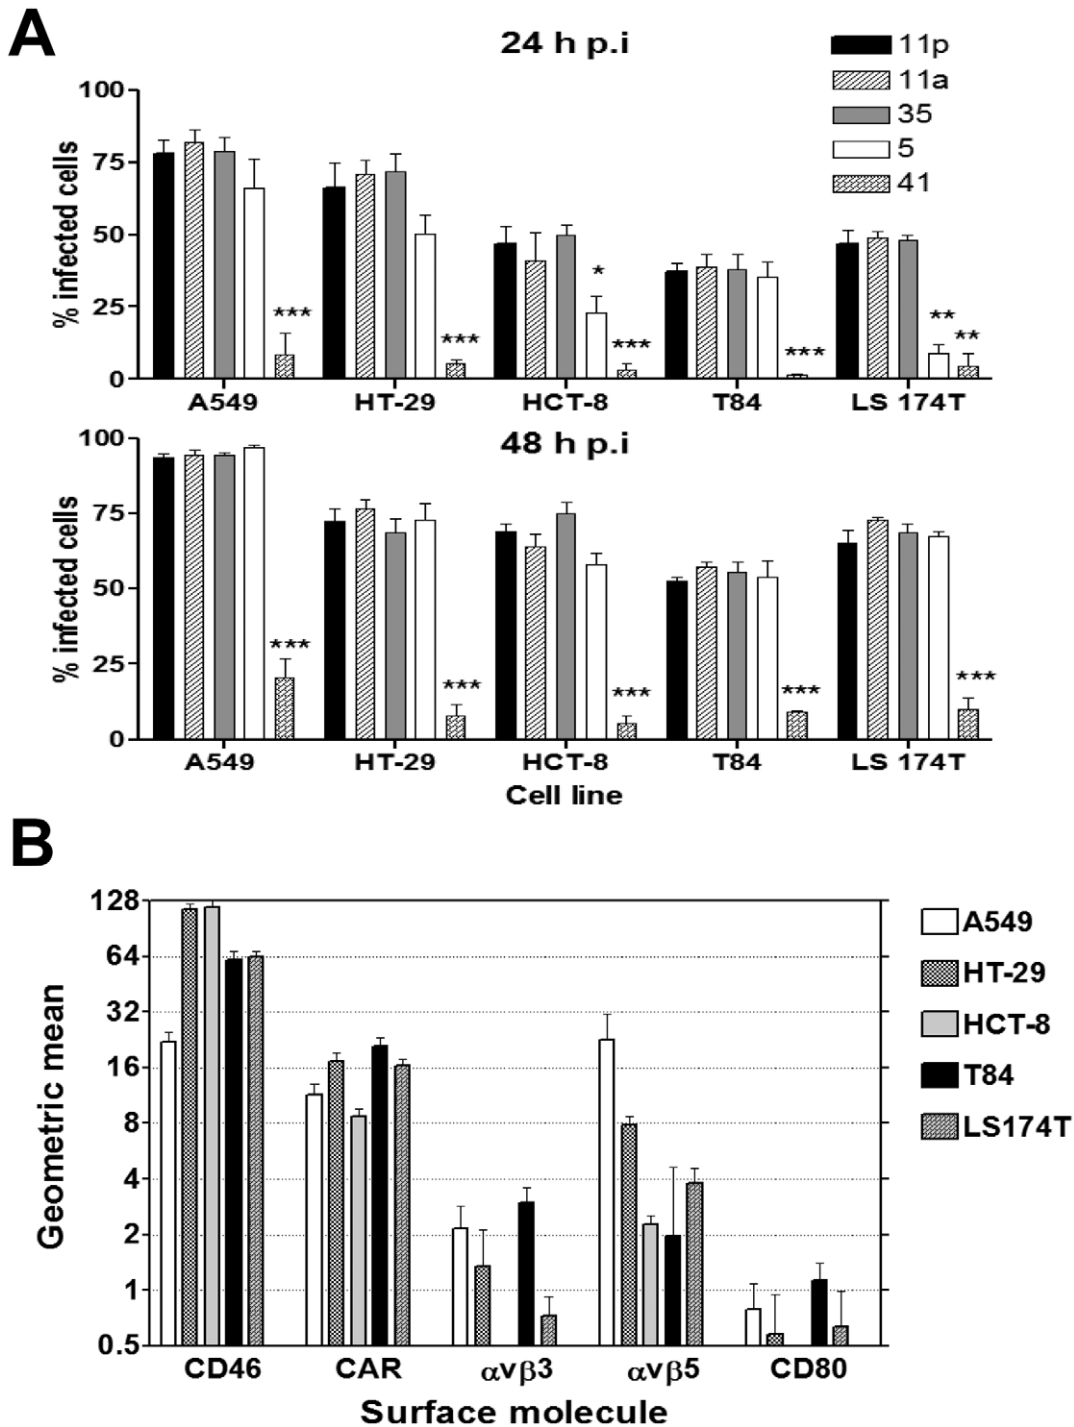 A
24 h p.i
11p
11a
35
5
41
% infected cells
100
75
50
25
0
***
***
*
***
***
**
**
A549 HT-29 HCT-8 T84 LS 174T
48 h p.i
% infected cells
100
75
50
25
0
***
***
***
***
***
A549 HT-29 HCT-8 T84 LS 174T
Cell line
B
Geometric mean
128
64
32
16
8
4
2
1
0.5
A549
HT-29
HCT-8
T84
LS174T
CD46 CAR αvβ3 αvβ5 CD80
Surface molecule